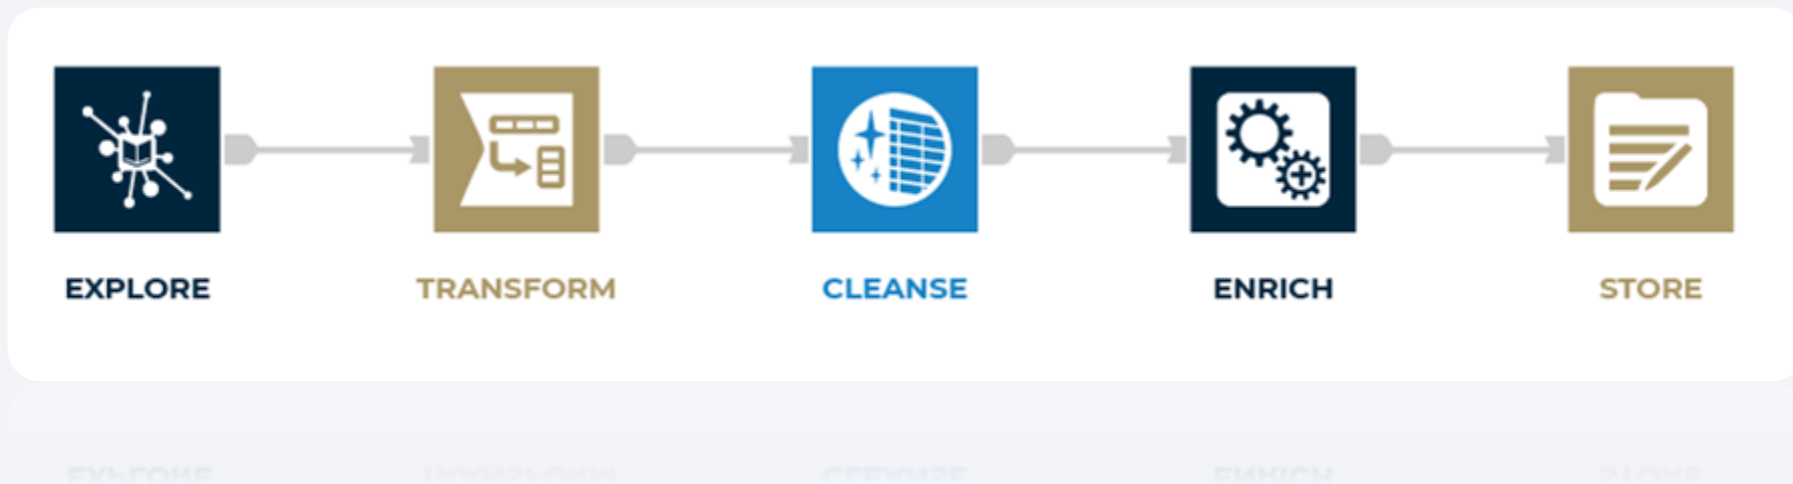 EXPLORE
TRANSFORM
CLEANSE
ENRICH
STORE